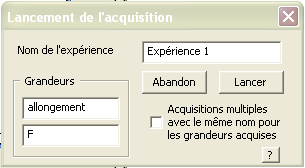 Lancement de l'acquisition
Nom de l'expérience
Expérience 1
Grandeurs
allongement
F
Abandon
Lancer
Acquisitions multiples
avec le même nom pour
les grandeurs acquises
?